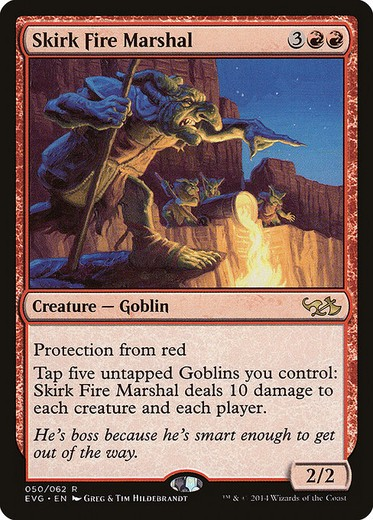 Skirk Fire Marshal 3
Creature — Goblin
Protection from red
Tap five untapped Goblins you control:
Skirk Fire Marshal deals 10 damage to
each creature and each player.
He's boss because he's smart enough to get
out of the way.
2/2
050/062 R
EVG • EN Greg & Tim Hildebrandt ™ & © 2014 Wizards of the Coast